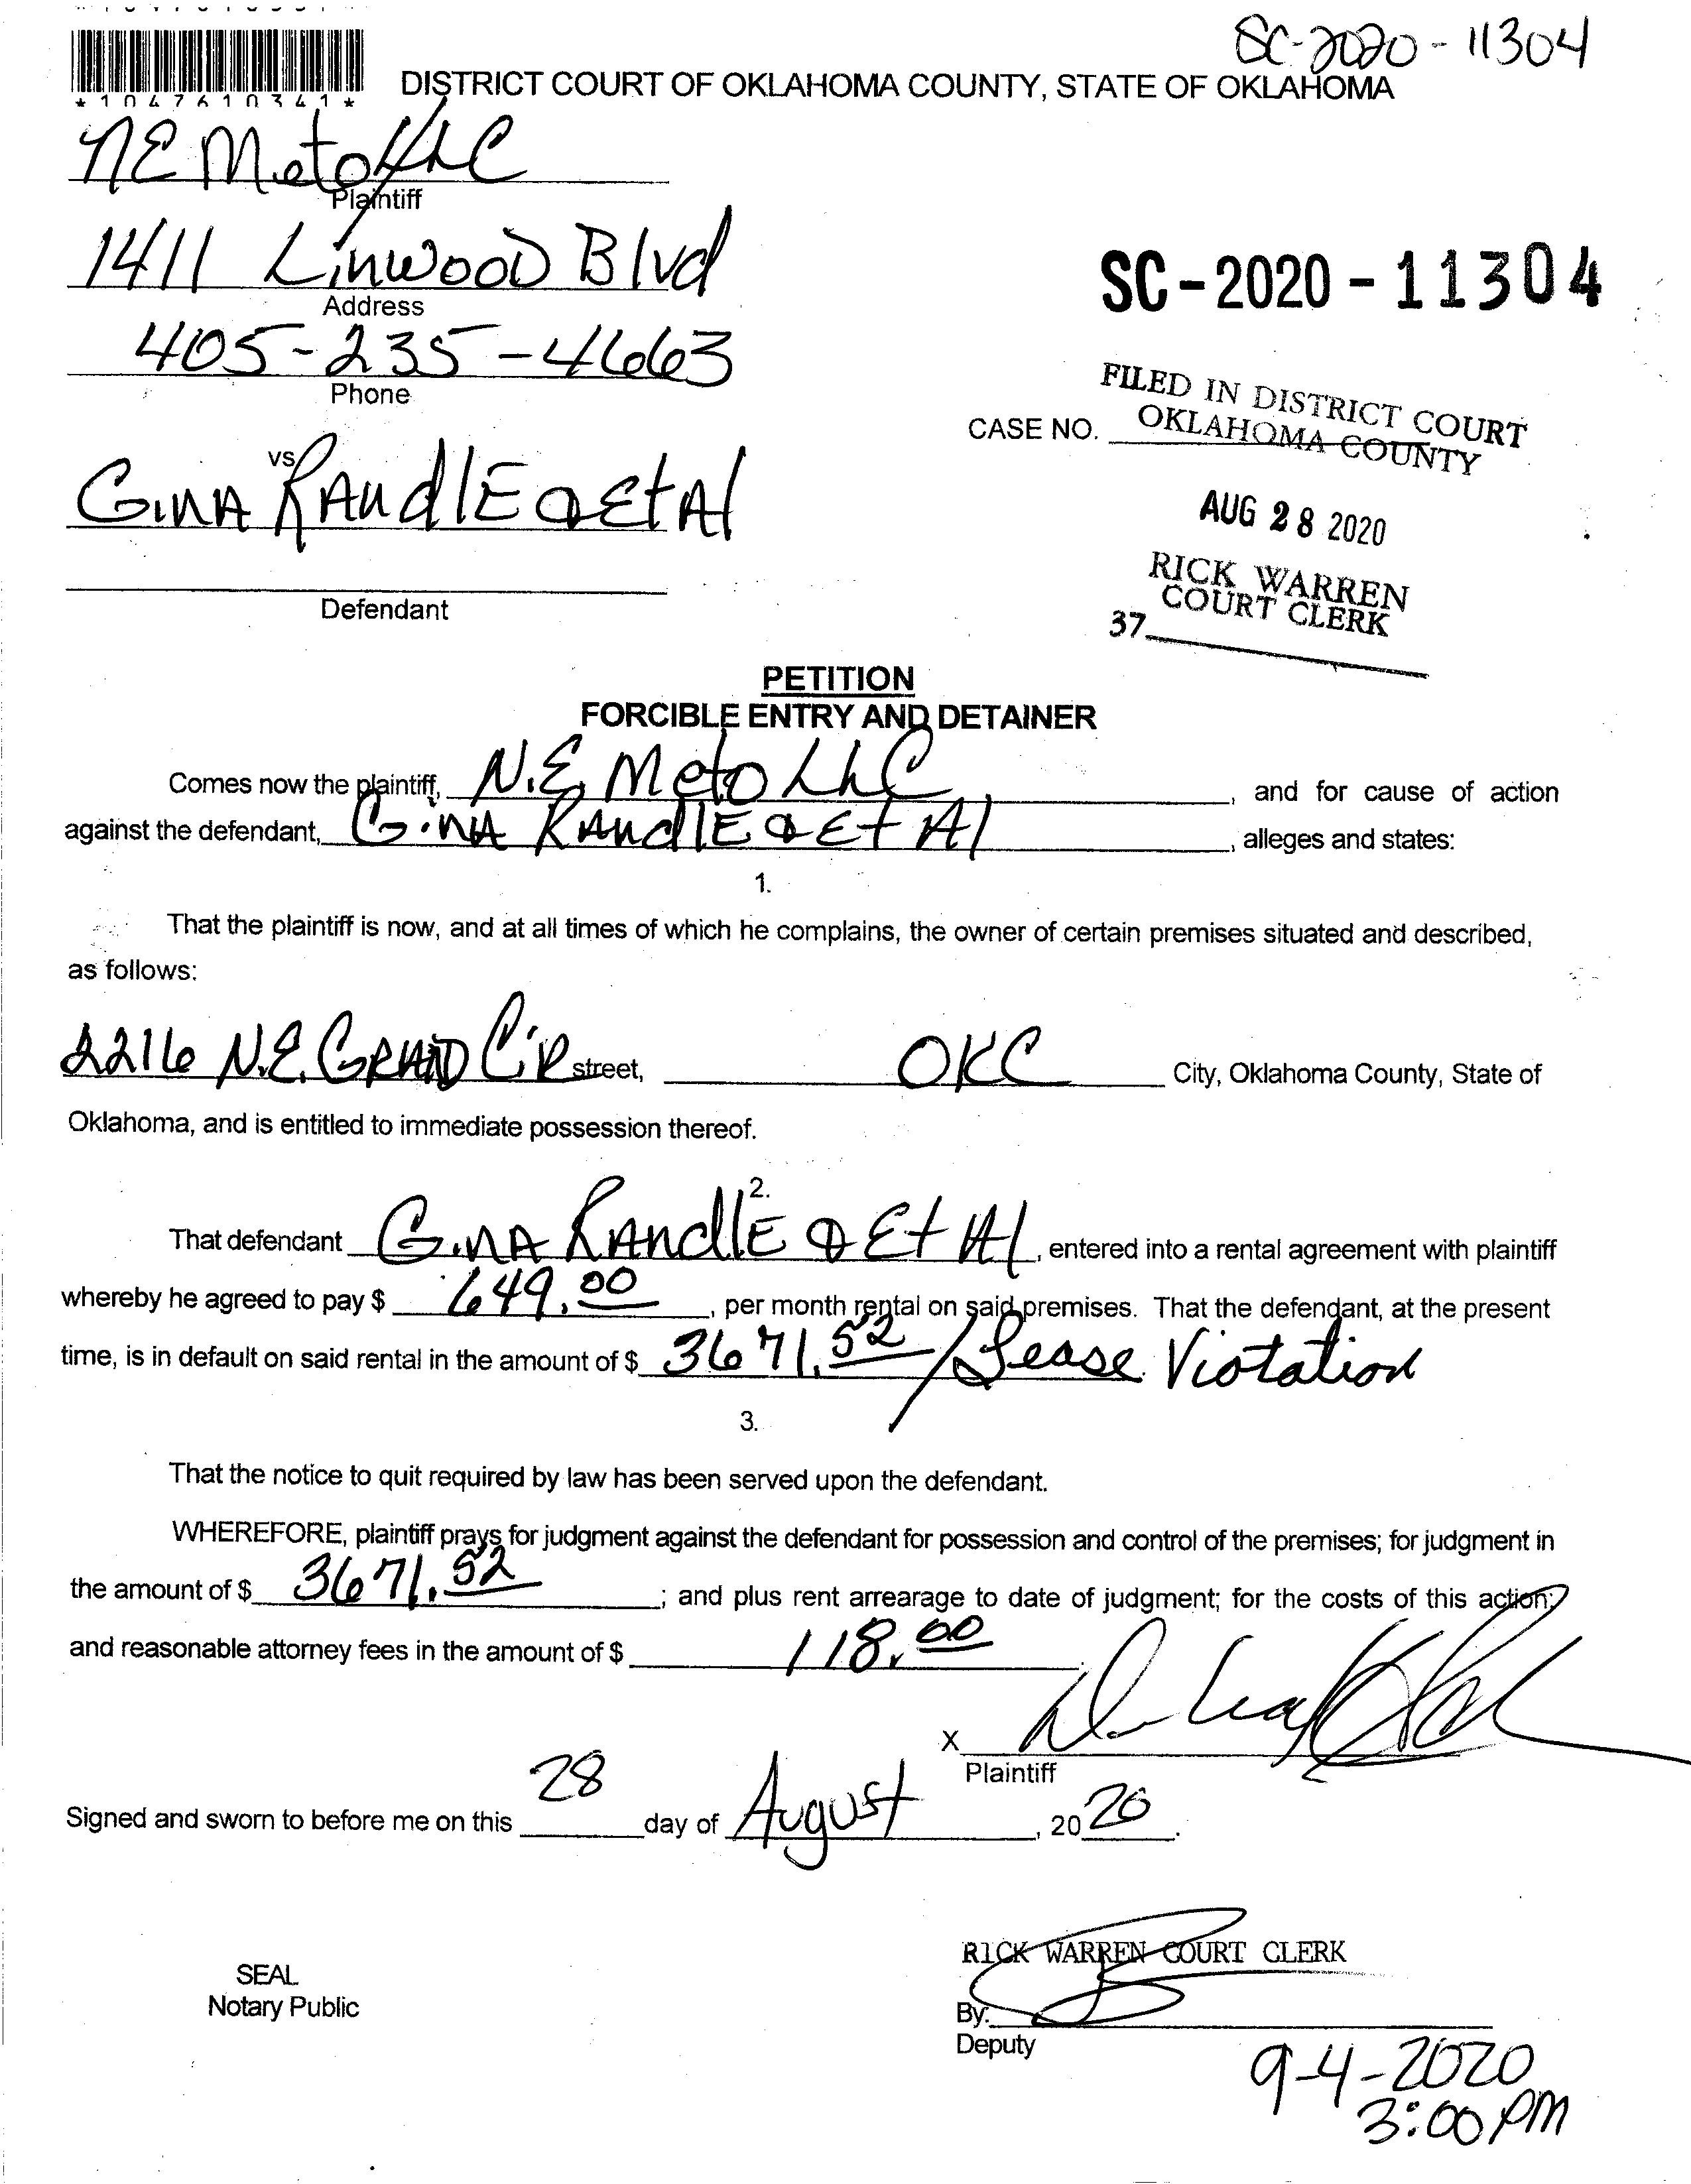 SC-2020-11304
*1047610341*
DISTRICT COURT OF OKLAHOMA COUNTY, STATE OF OKLAHOMA
NE Meto LLC
Plaintiff
1411 Linwood Blvd
Address
SC-2020-11304
405-235-4663
Phone
FILED IN DISTRICT COURT
CASE NO. OKLAHOMA COUNTY
vs
GINA RANdlE & Et Al
AUG 28 2020
RICK WARREN
COURT CLERK
Defendant
37
PETITION
FORCIBLE ENTRY AND DETAINER
Comes now the plaintiff, N.E. Meto LLC, and for cause of action
against the defendant, GiNA RANdlE & Et Al, alleges and states:
1.
That the plaintiff is now, and at all times of which he complains, the owner of certain premises situated and described,
as follows:
2216 N.E. GRAND CiR street, OKC City, Oklahoma County, State of
Oklahoma, and is entitled to immediate possession thereof.
2.
That defendant GiNA RANdlE & Et Al, entered into a rental agreement with plaintiff
whereby he agreed to pay $ 649.00, per month rental on said premises. That the defendant, at the present
time, is in default on said rental in the amount of $ 3671.52 / Lease Violation
3.
That the notice to quit required by law has been served upon the defendant.
WHEREFORE, plaintiff prays for judgment against the defendant for possession and control of the premises; for judgment in
the amount of $ 3671.52; and plus rent arrearage to date of judgment; for the costs of this action;
and reasonable attorney fees in the amount of $ 118.00
X
Plaintiff
Signed and sworn to before me on this 28 day of August, 2020.
RICK WARREN COURT CLERK
SEAL
Notary Public
By:
Deputy
9-4-2020
3:00 PM